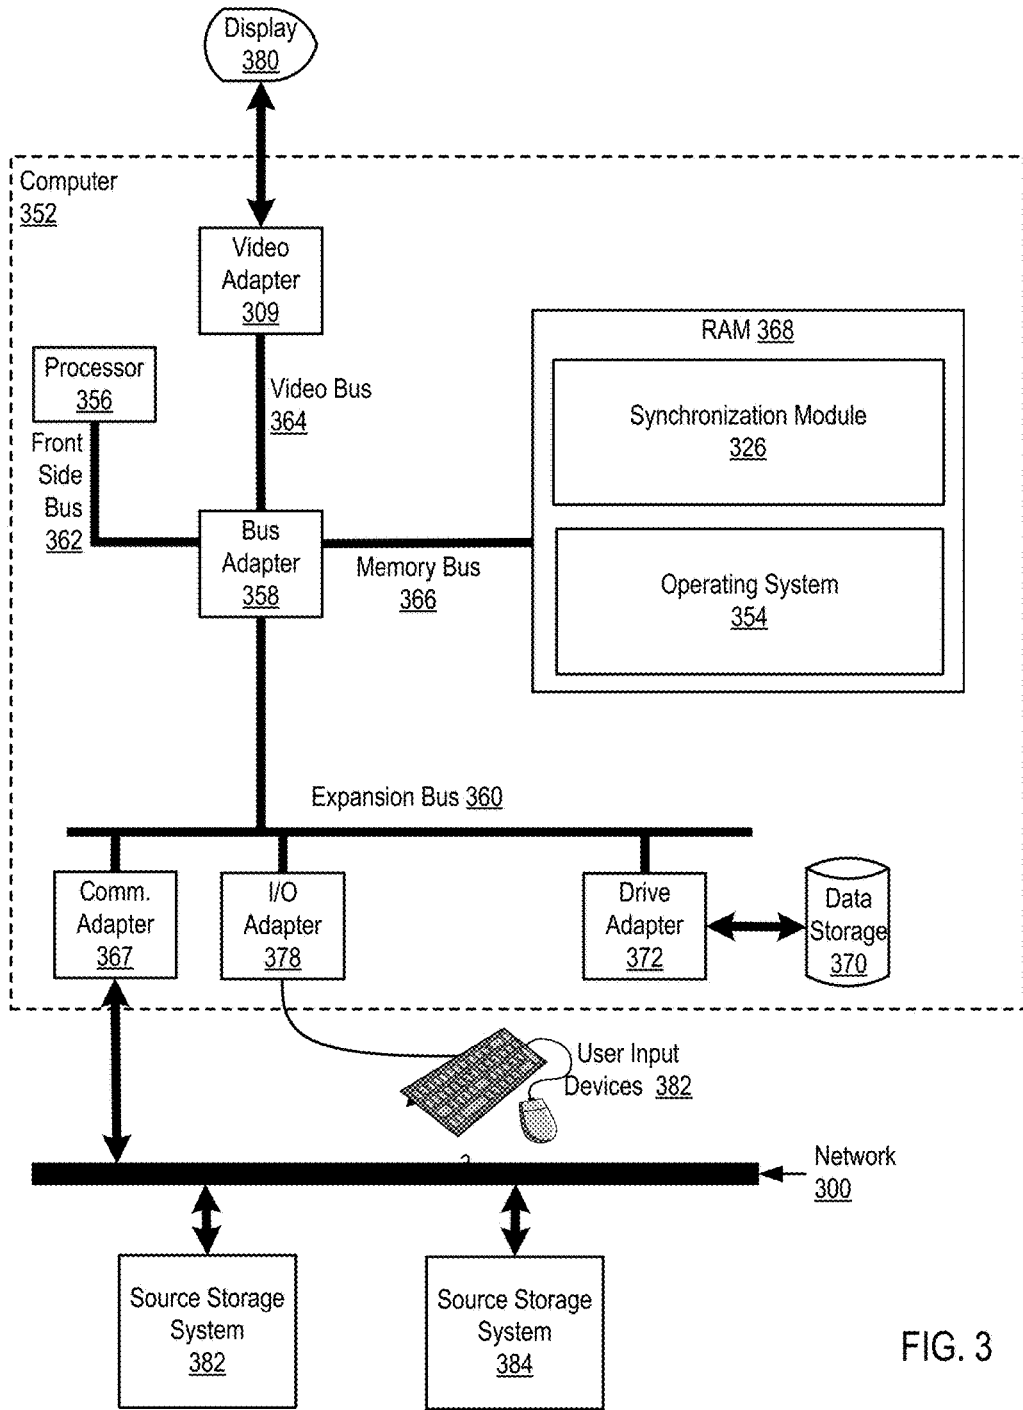 Display
380
Computer
352
Video
Adapter
309
RAM 368
Processor
356
Video Bus
364
Synchronization Module
326
Front
Side
Bus
362
Bus
Adapter
358
Memory Bus
366
Operating System
354
Expansion Bus 360
Comm.
Adapter
367
I/O
Adapter
378
Drive
Adapter
372
Data
Storage
370
User Input
Devices 382
Network
300
Source Storage
System
382
Source Storage
System
384
FIG. 3